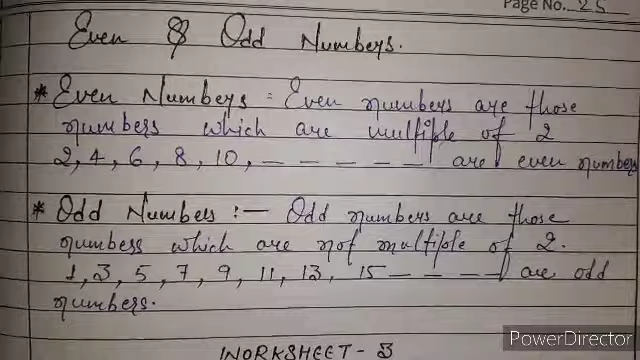 Page No. 25
Even & Odd Numbers.
* Even Numbers = Even numbers are those
numbers which are multiple of 2
2, 4, 6, 8, 10, — — — — — are even numbers
* Odd Numbers :— Odd numbers are those
numbers which are not multiple of 2.
1, 3, 5, 7, 9, 11, 13, 15 — — — — are odd
numbers.
WORKSHEET - 3
PowerDirector